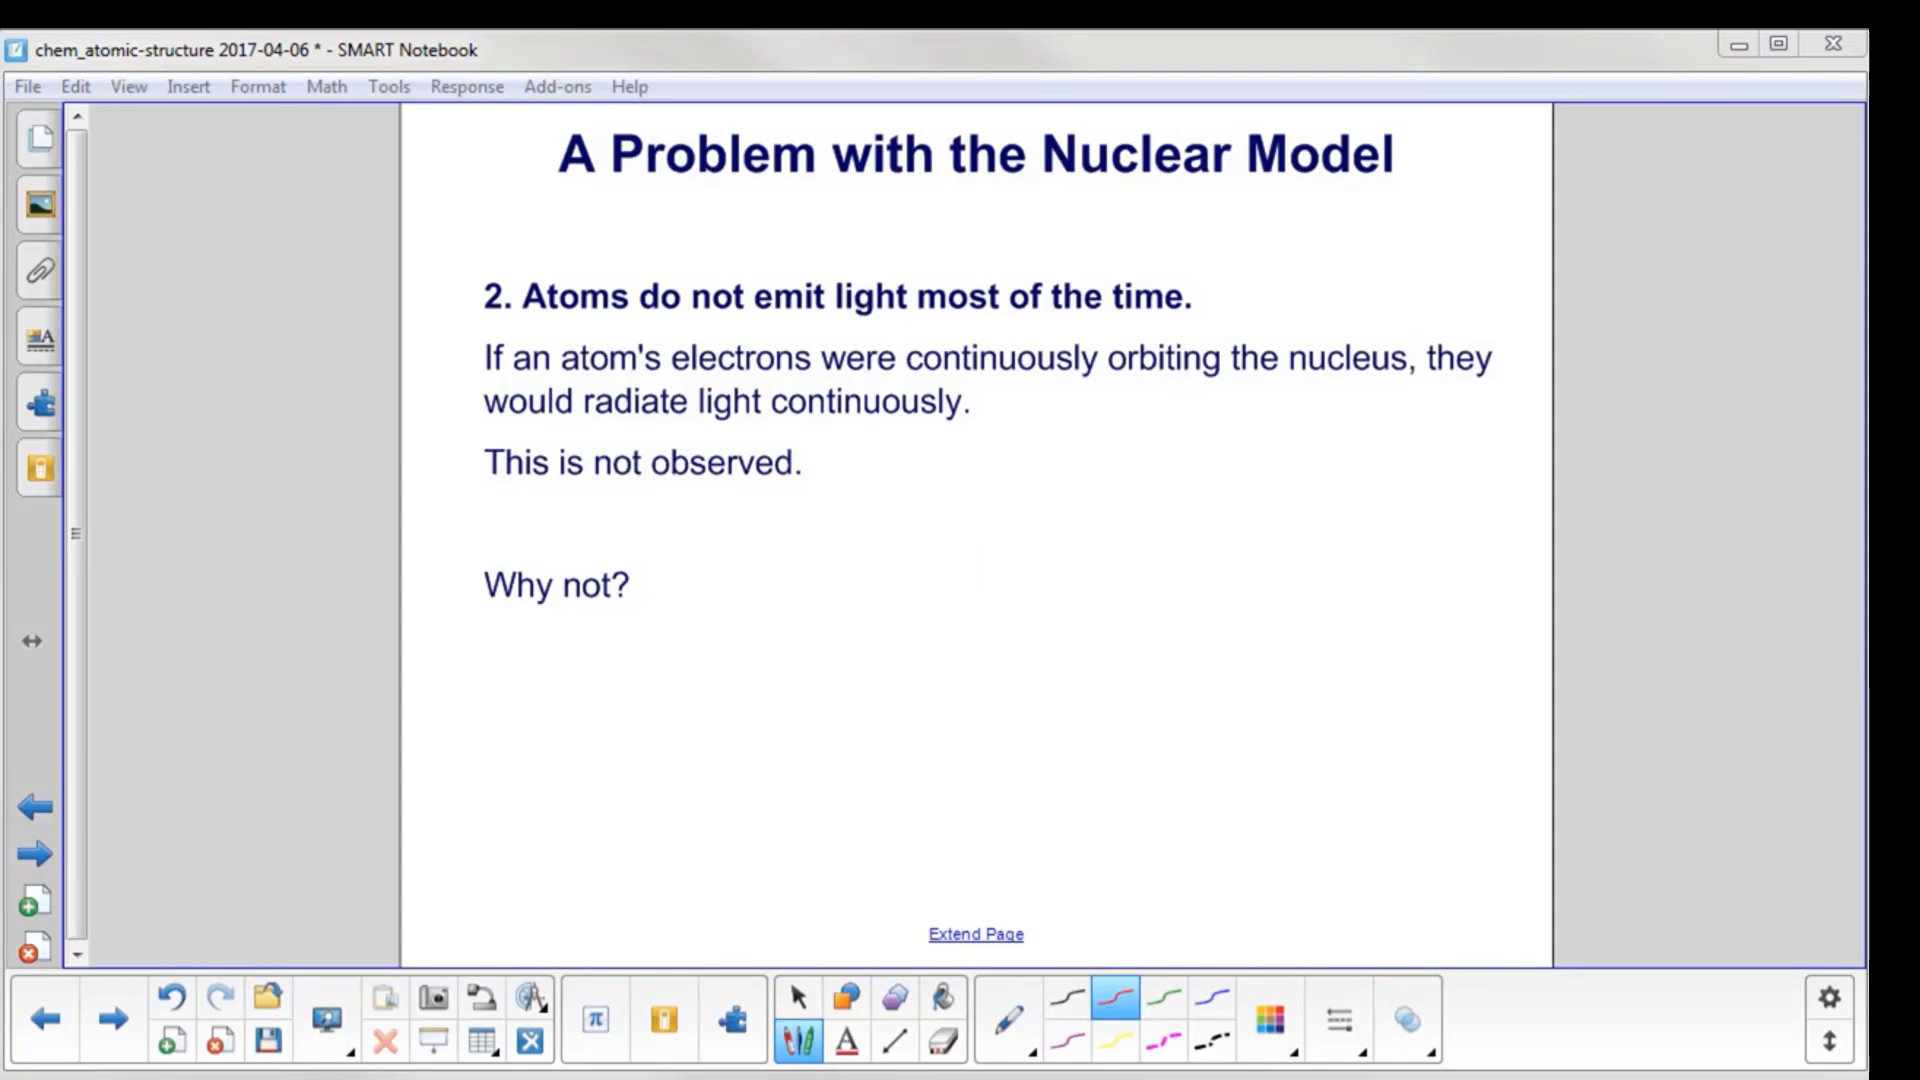 chem_atomic-structure 2017-04-06 * - SMART Notebook
File Edit View Insert Format Math Tools Response Add-ons Help
A Problem with the Nuclear Model
2. Atoms do not emit light most of the time.
If an atom's electrons were continuously orbiting the nucleus, they
would radiate light continuously.
This is not observed.
Why not?
Extend Page